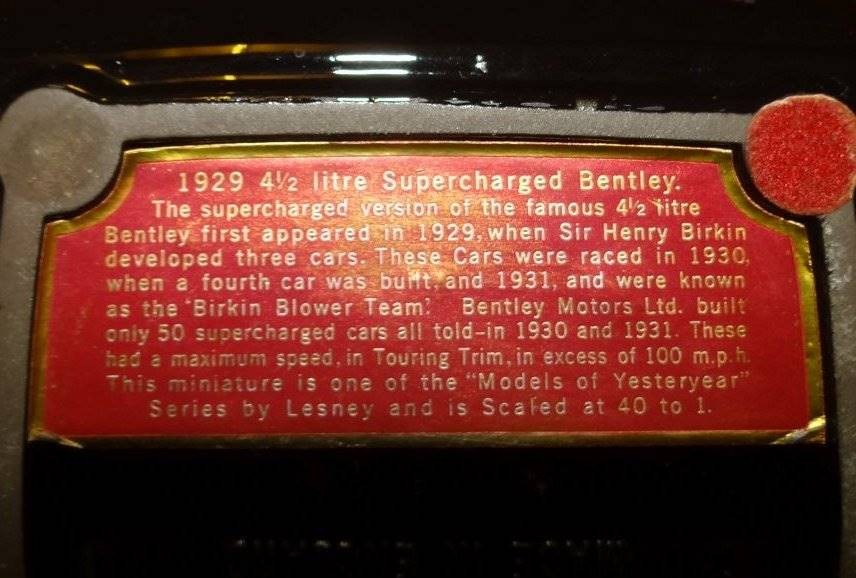 1929 4½ litre Supercharged Bentley.
The supercharged version of the famous 4½ litre
Bentley first appeared in 1929, when Sir Henry Birkin
developed three cars. These Cars were raced in 1930,
when a fourth car was built, and 1931, and were known
as the 'Birkin Blower Team'. Bentley Motors Ltd. built
only 50 supercharged cars all told-in 1930 and 1931. These
had a maximum speed, in Touring Trim, in excess of 100 m.p.h.
This miniature is one of the "Models of Yesteryear"
Series by Lesney and is Scaled at 40 to 1.